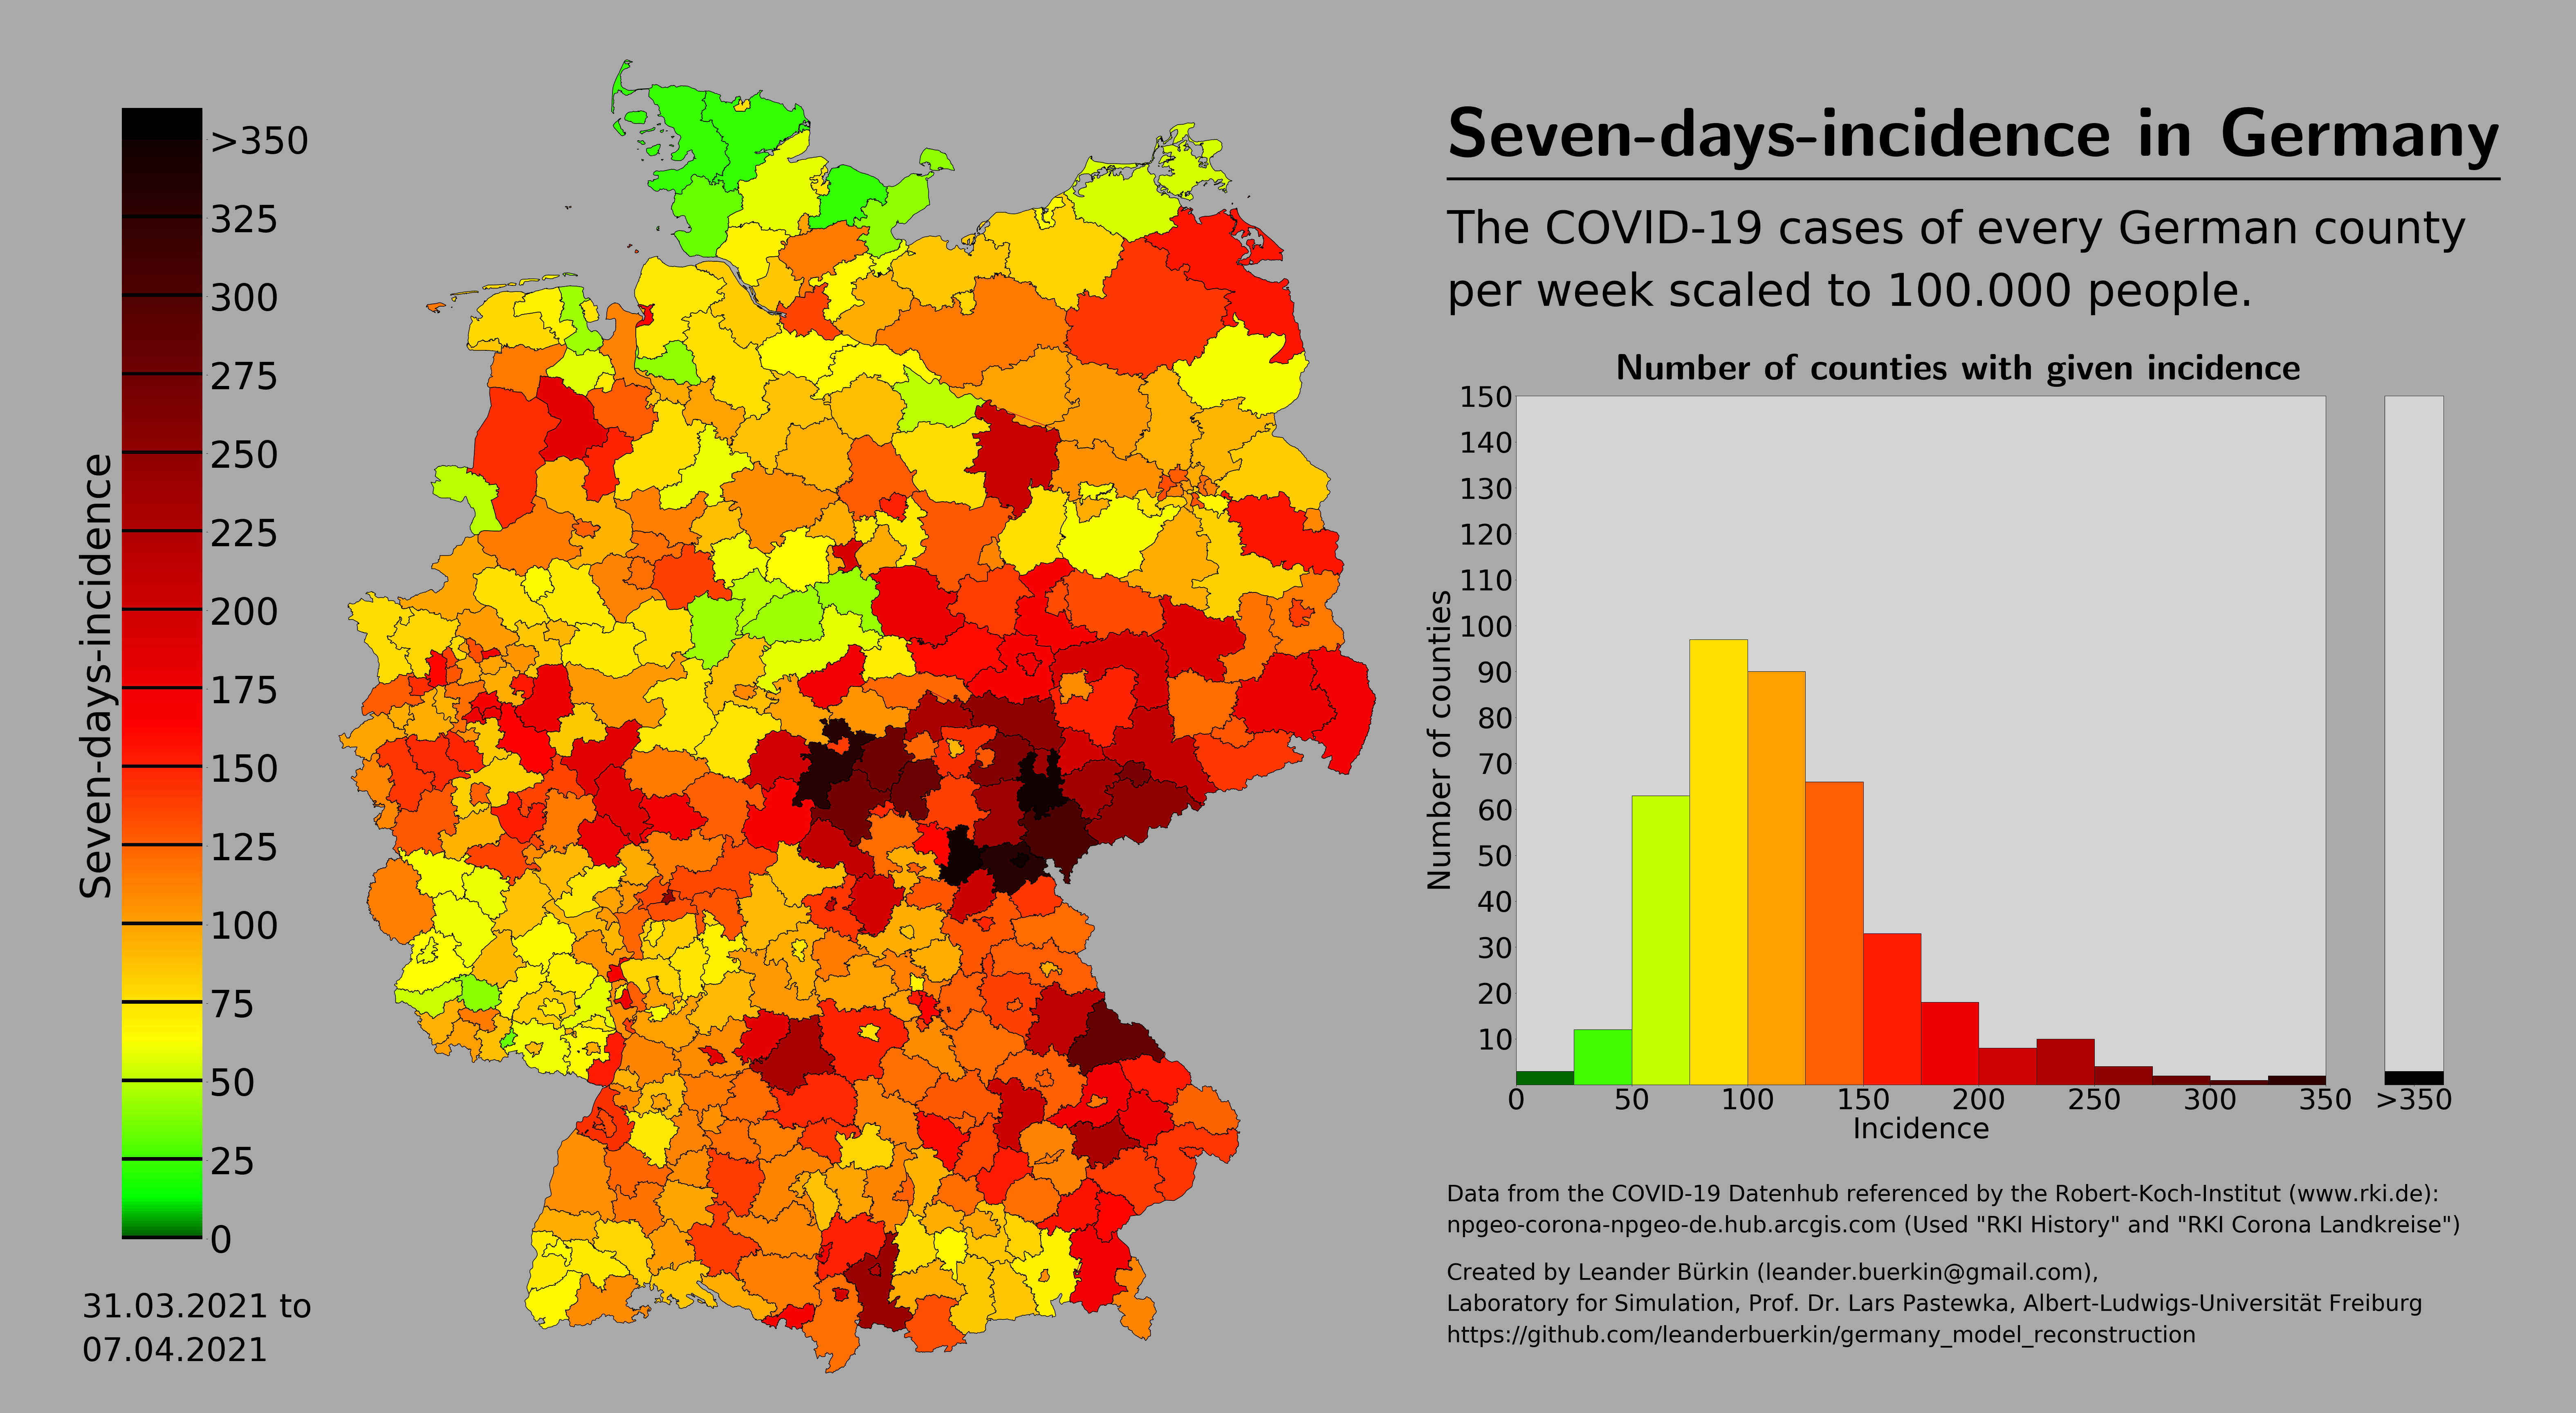 Seven-days-incidence
>350
325
300
275
250
225
200
175
150
125
100
75
50
25
0
31.03.2021 to
07.04.2021
Seven-days-incidence in Germany
The COVID-19 cases of every German county
per week scaled to 100.000 people.
Number of counties with given incidence
Number of counties
150
140
130
120
110
100
90
80
70
60
50
40
30
20
10
0 50 100 150 200 250 300 350 >350
Incidence
Data from the COVID-19 Datenhub referenced by the Robert-Koch-Institut (www.rki.de):
npgeo-corona-npgeo-de.hub.arcgis.com (Used "RKI History" and "RKI Corona Landkreise")
Created by Leander Bürkin (leander.buerkin@gmail.com),
Laboratory for Simulation, Prof. Dr. Lars Pastewka, Albert-Ludwigs-Universität Freiburg
https://github.com/leanderbuerkin/germany_model_reconstruction